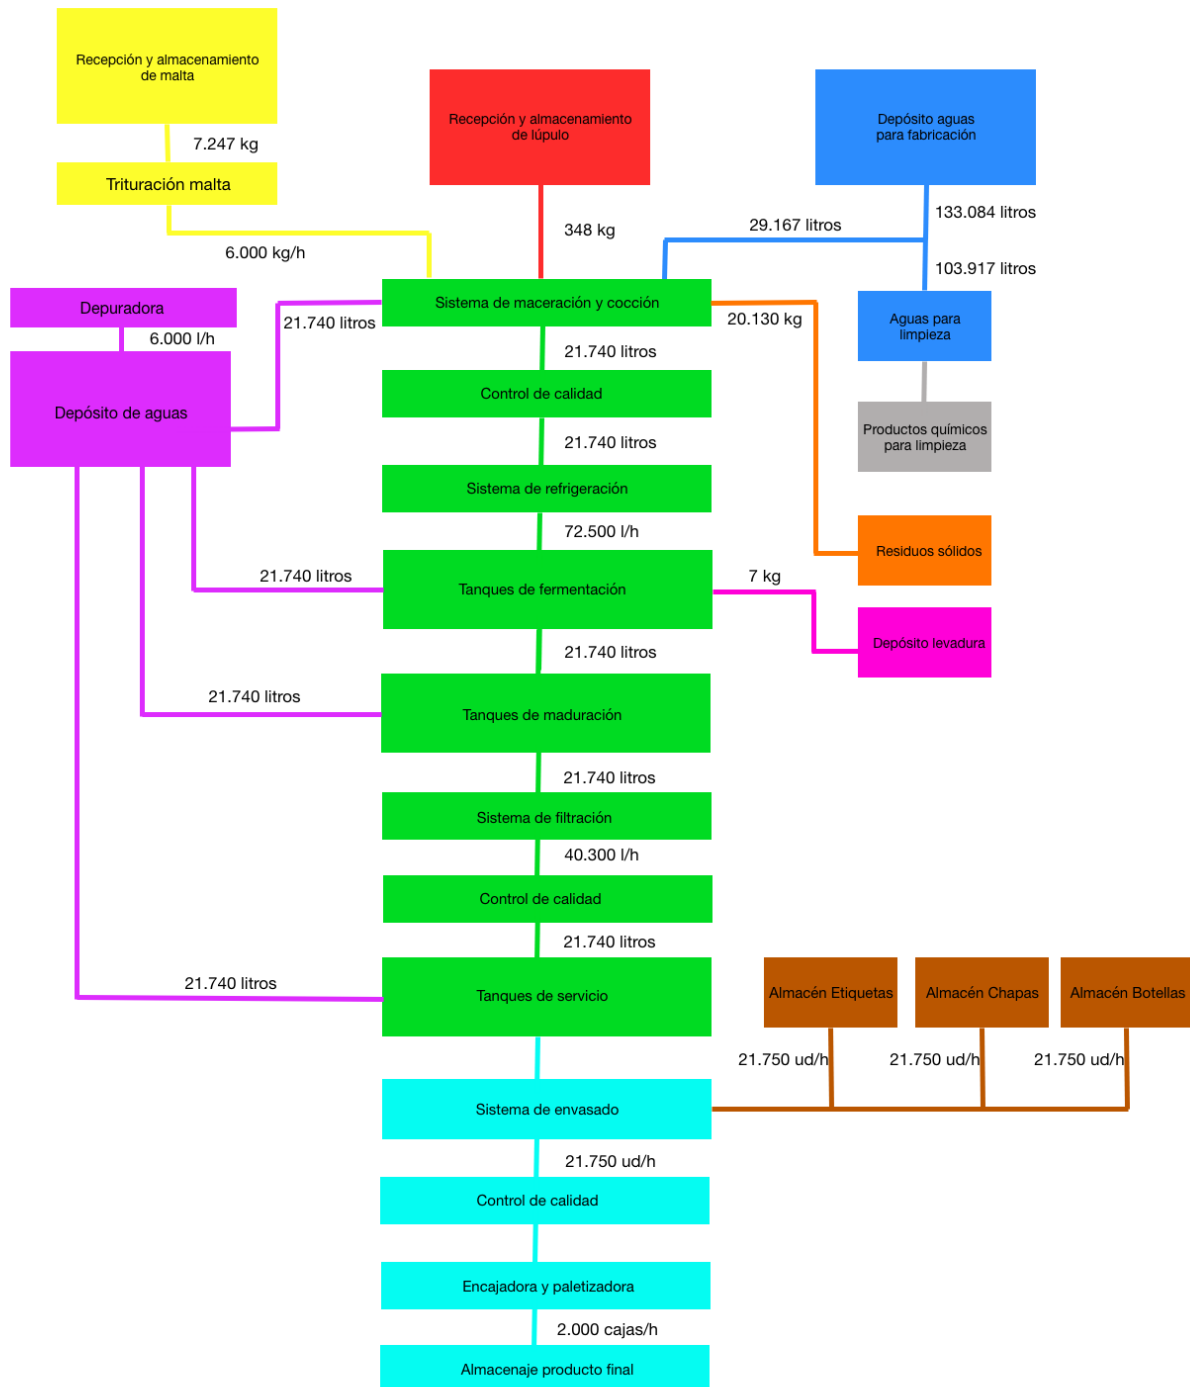 Recepción y almacenamiento
de malta
7.247 kg
Trituración malta
6.000 kg/h
Recepción y almacenamiento
de lúpulo
348 kg
Depósito aguas
para fabricación
133.084 litros
29.167 litros
103.917 litros
Aguas para
limpieza
Productos químicos
para limpieza
Depuradora
6.000 l/h
Depósito de aguas
21.740 litros
Sistema de maceración y cocción
20.130 kg
21.740 litros
Control de calidad
21.740 litros
Sistema de refrigeración
72.500 l/h
Residuos sólidos
21.740 litros
Tanques de fermentación
7 kg
Depósito levadura
21.740 litros
21.740 litros
Tanques de maduración
21.740 litros
Sistema de filtración
40.300 l/h
Control de calidad
21.740 litros
21.740 litros
Tanques de servicio
Almacén Etiquetas
Almacén Chapas
Almacén Botellas
21.750 ud/h
21.750 ud/h
21.750 ud/h
Sistema de envasado
21.750 ud/h
Control de calidad
Encajadora y paletizadora
2.000 cajas/h
Almacenaje producto final